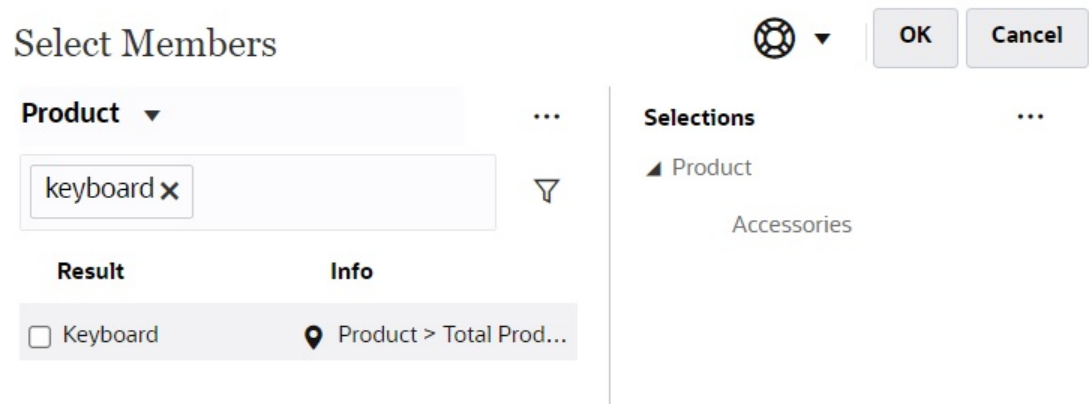 Select Members
OK
Cancel
Product
...
keyboard
Result
Info
Keyboard
Product > Total Prod...
Selections
...
Product
Accessories